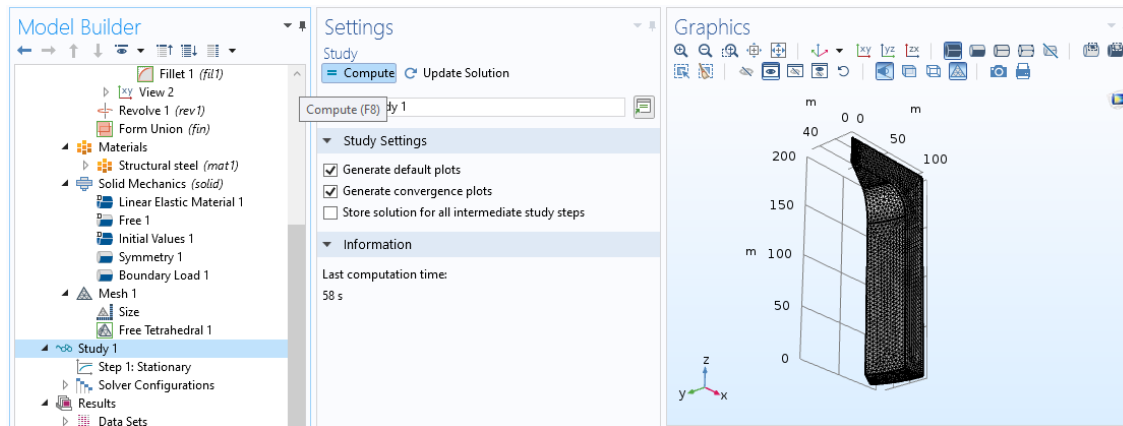 Model Builder
Fillet 1 (fil1)
xy View 2
Revolve 1 (rev1)
Form Union (fin)
Materials
Structural steel (mat1)
Solid Mechanics (solid)
Linear Elastic Material 1
Free 1
Initial Values 1
Symmetry 1
Boundary Load 1
Mesh 1
Size
Free Tetrahedral 1
Study 1
Step 1: Stationary
Solver Configurations
Results
Data Sets
Settings
Study
= Compute Update Solution
Compute (F8) dy 1
Study Settings
Generate default plots
Generate convergence plots
Store solution for all intermediate study steps
Information
Last computation time:
58 s
Graphics
xy yz zx
m
0 0 m
40 50
200 100
150
m 100
50
0
z
y x